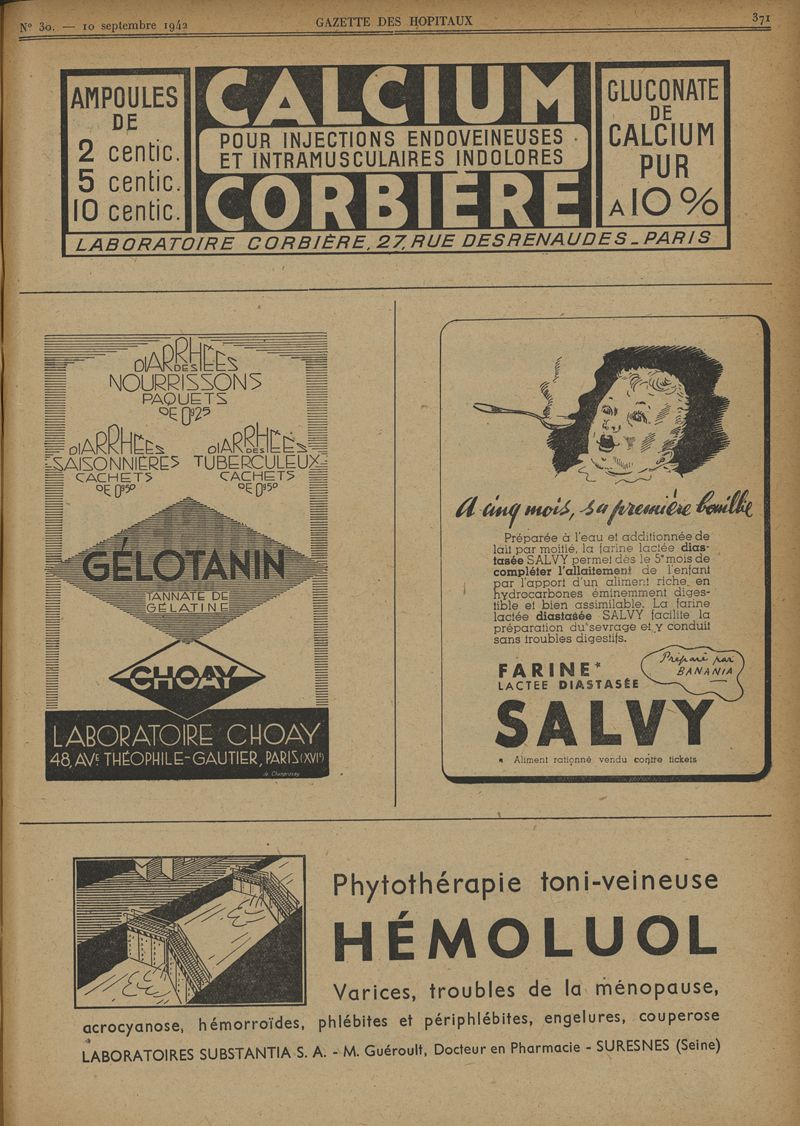 Nº 30. — 10 septembre 1942
GAZETTE DES HOPITAUX
371
AMPOULES
DE
2 centic.
5 centic.
10 centic.
CALCIUM
POUR INJECTIONS ENDOVEINEUSES
ET INTRAMUSCULAIRES INDOLORES
CORBIÈRE
GLUCONATE
DE
CALCIUM
PUR
A 10 %
LABORATOIRE CORBIÈRE, 27, RUE DESRENAUDES - PARIS
DIARRHÉES
DES
NOURRISSONS
PAQUETS
DE 0g25
DIARRHÉES
SAISONNIÈRES
CACHETS
DE 0g50
DIARRHÉES
DES
TUBERCULEUX
CACHETS
DE 0g50
GÉLOTANIN
TANNATE DE
GÉLATINE
CHOAY
LABORATOIRE CHOAY
48, AVE THÉOPHILE-GAUTIER, PARIS (XVIe)
A cinq mois, sa première bouillie
Préparée à l'eau et additionnée de
lait par moitié, la farine lactée dias-
tasée SALVY permet dès le 5e mois de
compléter l'allaitement de l'enfant
par l'apport d'un aliment riche en
hydrocarbones éminemment diges-
tible et bien assimilable. La farine
lactée diastasée SALVY facilite la
préparation du sevrage et y conduit
sans troubles digestifs.
Préparé par
BANANIA
FARINE*
LACTEE DIASTASÉE
SALVY
* Aliment rationné vendu contre tickets
Phytothérapie toni-veineuse
HÉMOLUOL
Varices, troubles de la ménopause,
acrocyanose, hémorroïdes, phlébites et périphlébites, engelures, couperose
LABORATOIRES SUBSTANTIA S. A. - M. Guéroult, Docteur en Pharmacie - SURESNES (Seine)